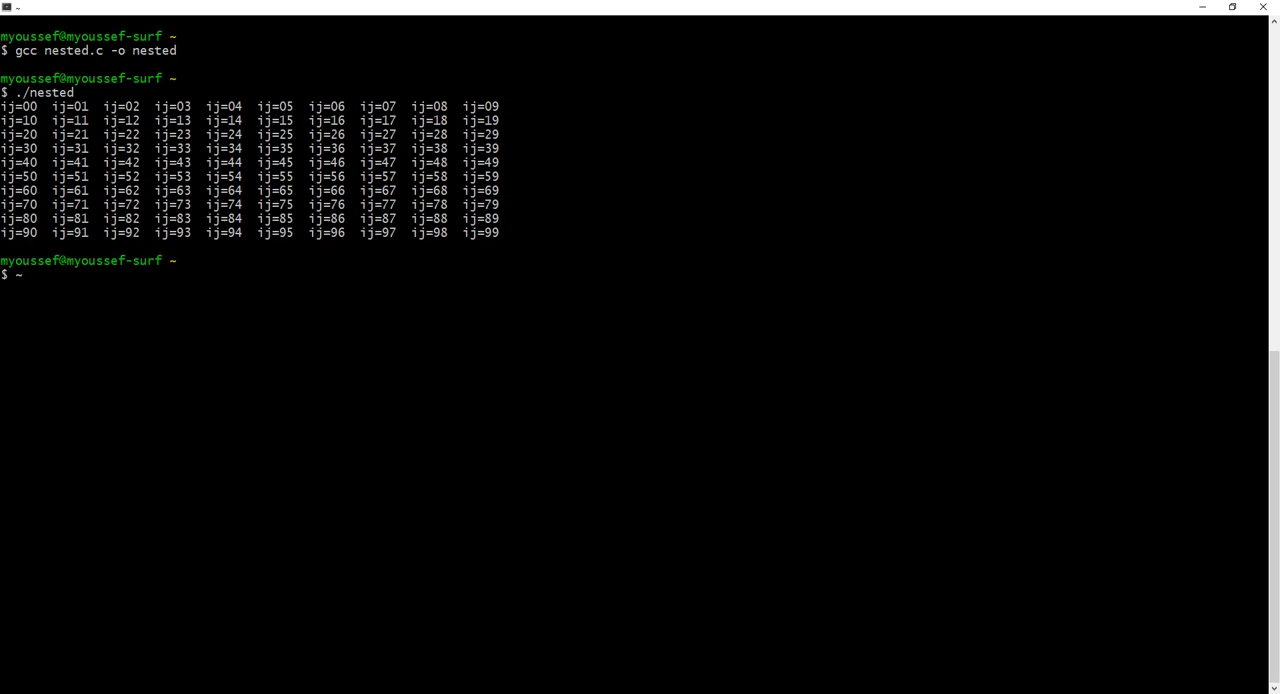 ~
myoussef@myoussef-surf ~
$ gcc nested.c -o nested
myoussef@myoussef-surf ~
$ ./nested
ij=00  ij=01  ij=02  ij=03  ij=04  ij=05  ij=06  ij=07  ij=08  ij=09
ij=10  ij=11  ij=12  ij=13  ij=14  ij=15  ij=16  ij=17  ij=18  ij=19
ij=20  ij=21  ij=22  ij=23  ij=24  ij=25  ij=26  ij=27  ij=28  ij=29
ij=30  ij=31  ij=32  ij=33  ij=34  ij=35  ij=36  ij=37  ij=38  ij=39
ij=40  ij=41  ij=42  ij=43  ij=44  ij=45  ij=46  ij=47  ij=48  ij=49
ij=50  ij=51  ij=52  ij=53  ij=54  ij=55  ij=56  ij=57  ij=58  ij=59
ij=60  ij=61  ij=62  ij=63  ij=64  ij=65  ij=66  ij=67  ij=68  ij=69
ij=70  ij=71  ij=72  ij=73  ij=74  ij=75  ij=76  ij=77  ij=78  ij=79
ij=80  ij=81  ij=82  ij=83  ij=84  ij=85  ij=86  ij=87  ij=88  ij=89
ij=90  ij=91  ij=92  ij=93  ij=94  ij=95  ij=96  ij=97  ij=98  ij=99
myoussef@myoussef-surf ~
$ ~